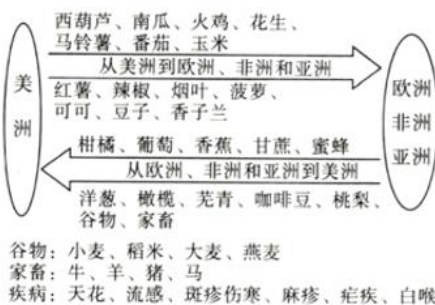 西葫芦、南瓜、火鸡、花生、
马铃薯、番茄、玉米
从美洲到欧洲、非洲和亚洲
红薯、辣椒、烟叶、菠萝、
可可、豆子、香子兰
美洲
欧洲
非洲
亚洲
柑橘、葡萄、香蕉、甘蔗、蜜蜂
从欧洲、非洲和亚洲到美洲
洋葱、橄榄、芜青、咖啡豆、桃梨、
谷物、家畜
谷物：小麦、稻米、大麦、燕麦
家畜：牛、羊、猪、马
疾病：天花、流感、斑疹伤寒、麻疹、疟疾、白喉